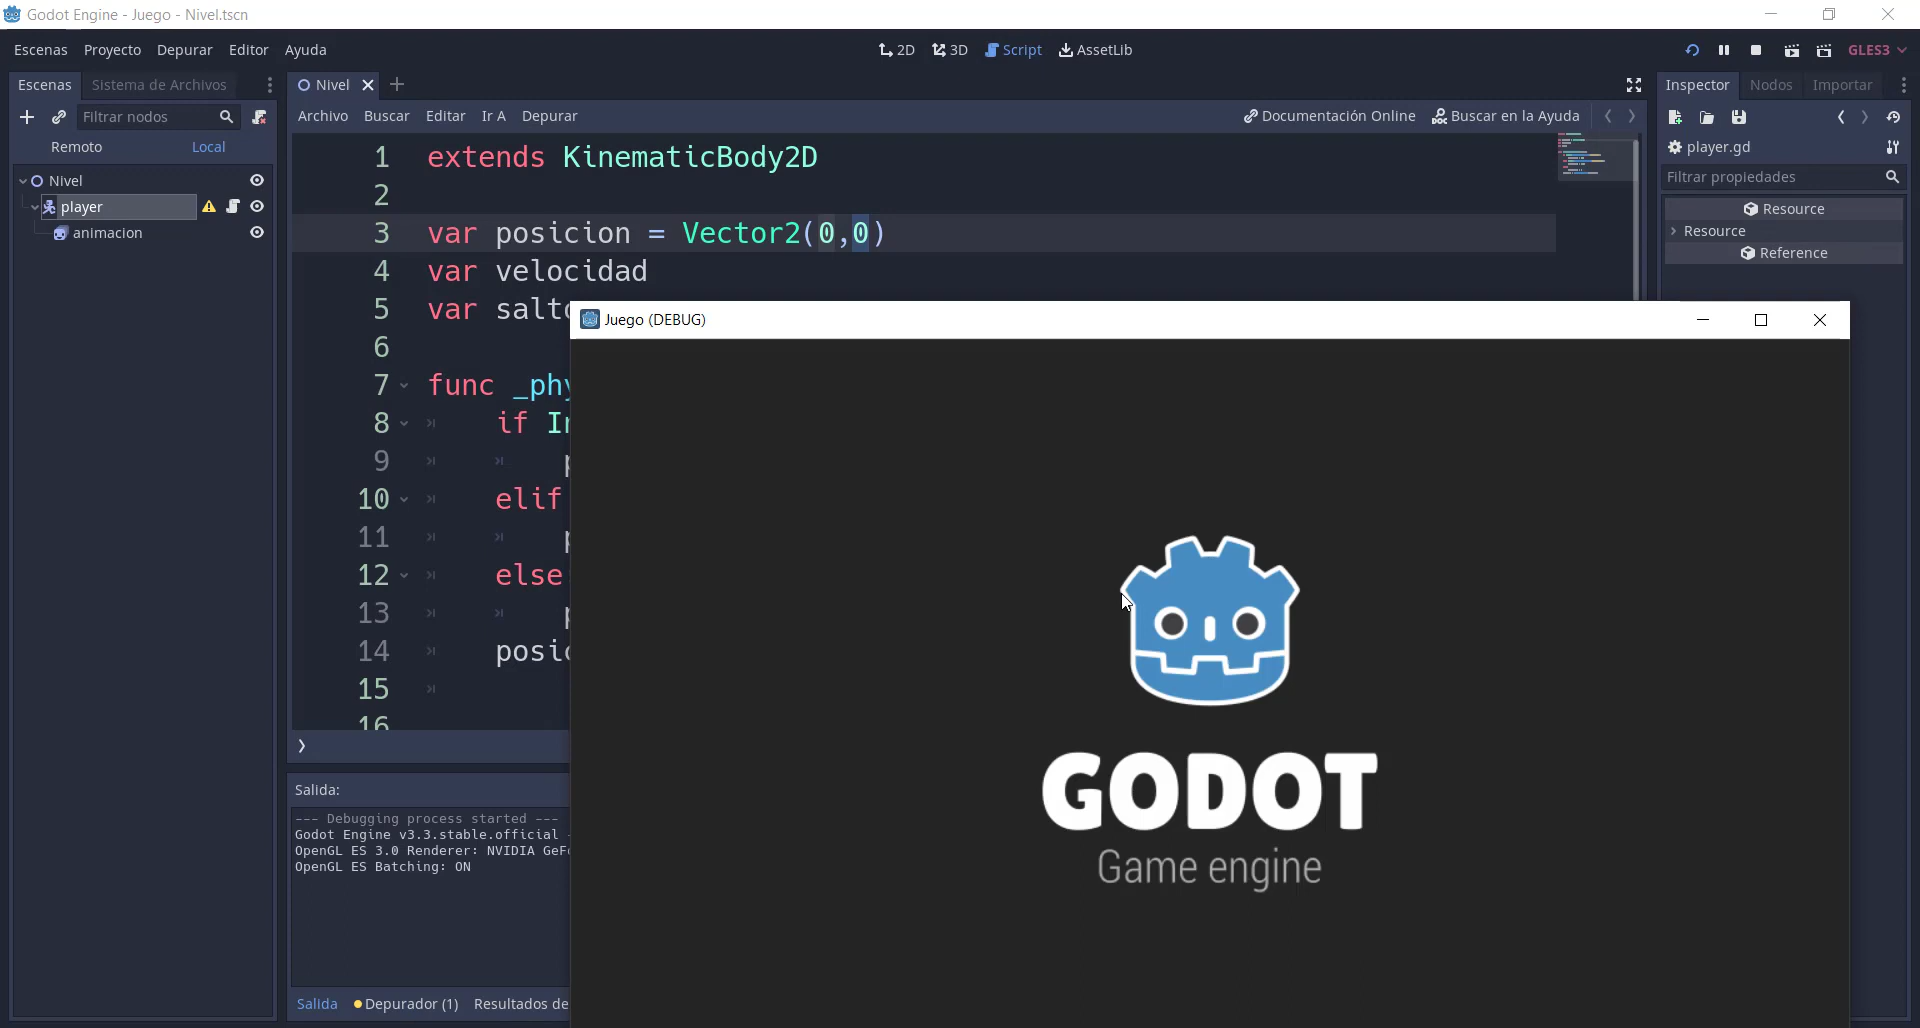 Godot Engine - Juego - Nivel.tscn
Escenas Proyecto Depurar Editor Ayuda
2D 3D Script AssetLib
GLES3
Escenas Sistema de Archivos
Filtrar nodos
Remoto Local
Nivel
player
animacion
Nivel
Archivo Buscar Editar Ir A Depurar
Documentación Online Buscar en la Ayuda
1 extends KinematicBody2D
2
3 var posicion = Vector2(0,0)
4 var velocidad
5 var salto
6
7 func _phy
8 if In
9 p
10 elif
11 p
12 else
13 p
14 posic
15
16
Salida:
--- Debugging process started ---
Godot Engine v3.3.stable.official -
OpenGL ES 3.0 Renderer: NVIDIA GeFo
OpenGL ES Batching: ON
Salida Depurador (1) Resultados de
Juego (DEBUG)
GODOT
Game engine
Inspector Nodos Importar
player.gd
Filtrar propiedades
Resource
Resource
Reference